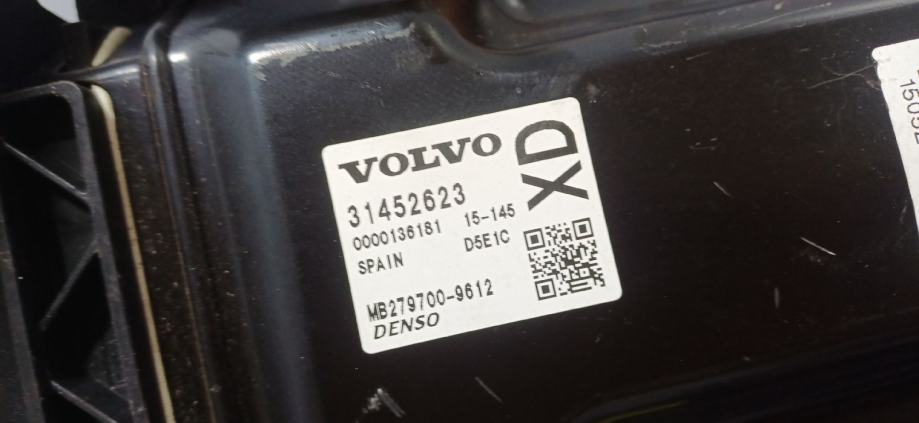 VOLVO
XD
31452623
0000136181 15-145
SPAIN D5E1C
MB279700-9612
DENSO